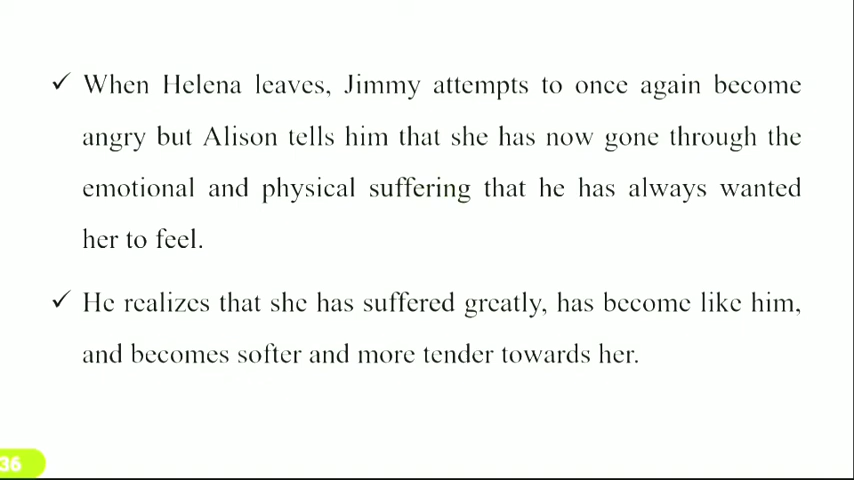 ✓ When Helena leaves, Jimmy attempts to once again become
angry but Alison tells him that she has now gone through the
emotional and physical suffering that he has always wanted
her to feel.
✓ He realizes that she has suffered greatly, has become like him,
and becomes softer and more tender towards her.
36